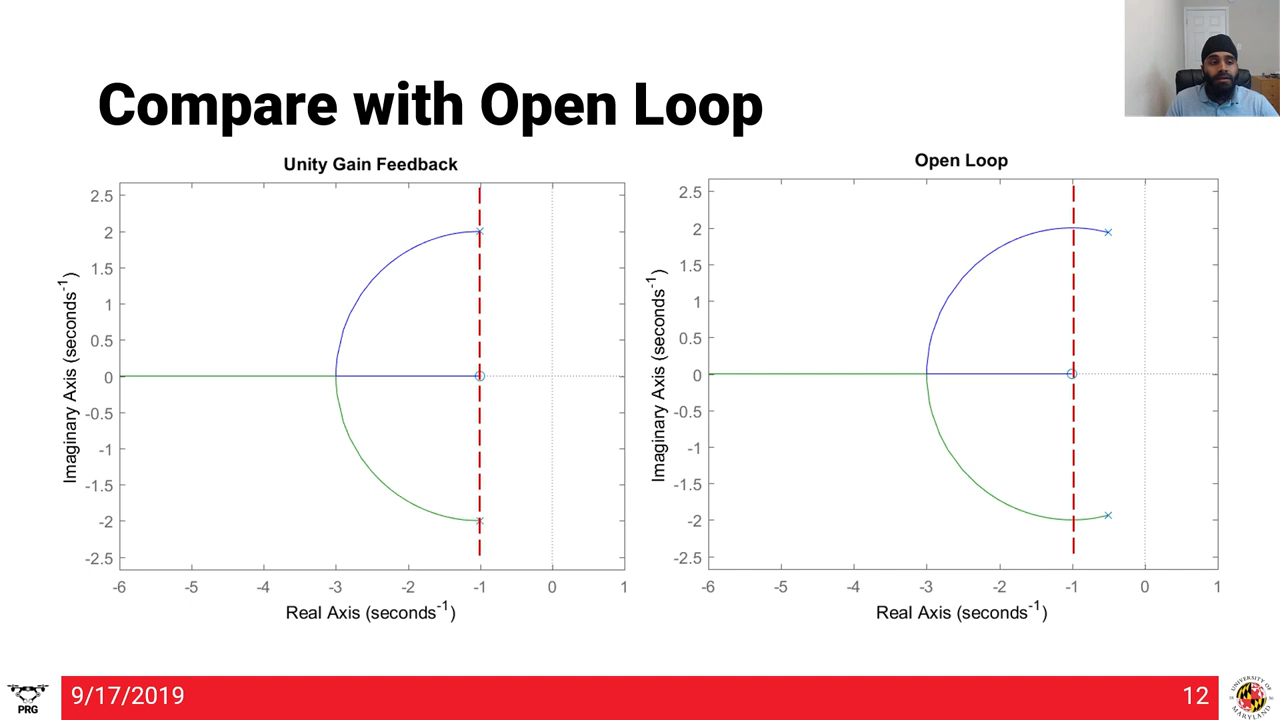 Compare with Open Loop
Unity Gain Feedback
2.5
2
1.5
1
0.5
0
-0.5
-1
-1.5
-2
-2.5
Imaginary Axis (seconds⁻¹)
-6 -5 -4 -3 -2 -1 0 1
Real Axis (seconds⁻¹)
Open Loop
2.5
2
1.5
1
0.5
0
-0.5
-1
-1.5
-2
-2.5
Imaginary Axis (seconds⁻¹)
-6 -5 -4 -3 -2 -1 0 1
Real Axis (seconds⁻¹)
PRG
9/17/2019
12
UNIVERSITY OF
MARYLAND